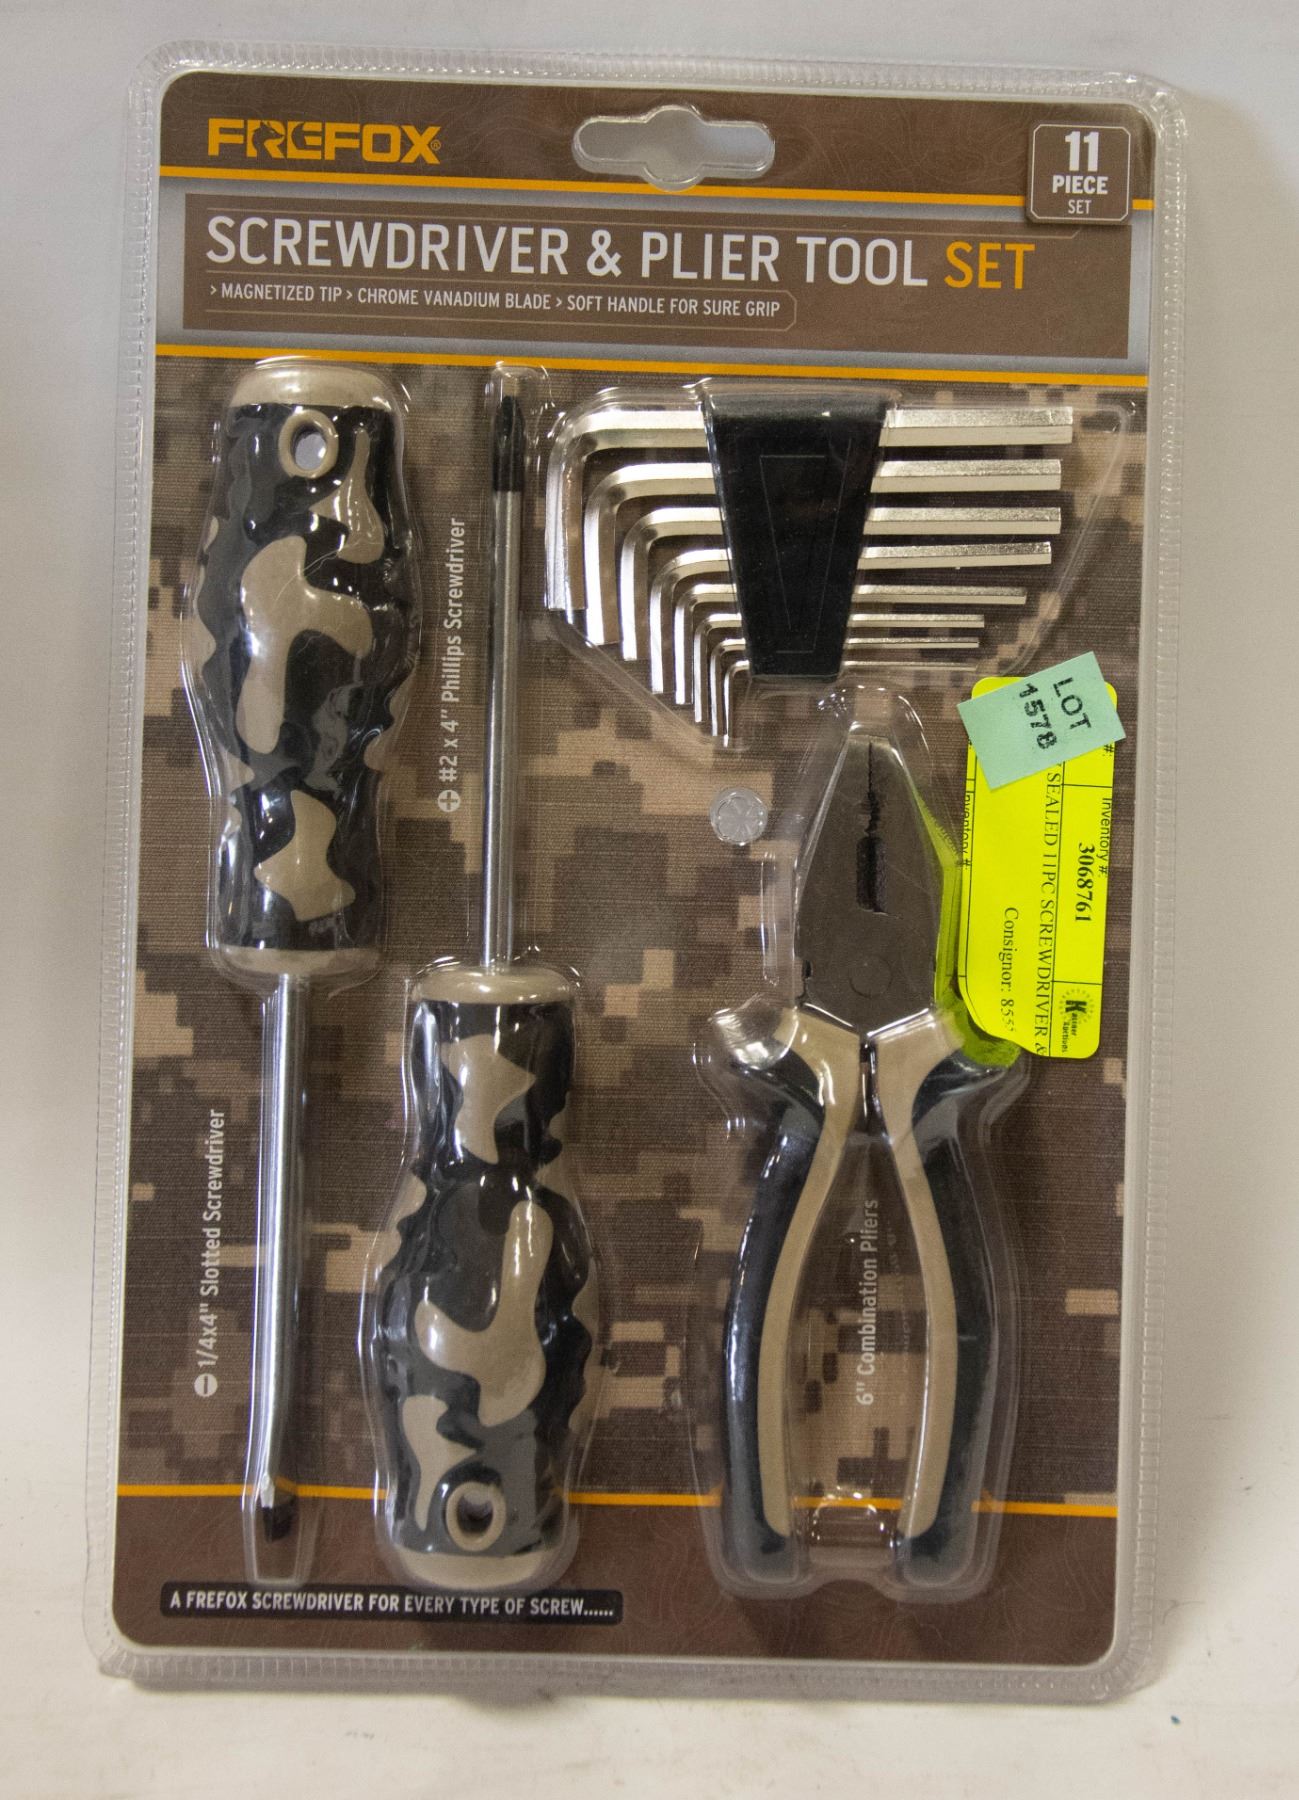 FREFOX®
11
PIECE
SET
SCREWDRIVER & PLIER TOOL SET
> MAGNETIZED TIP > CHROME VANADIUM BLADE > SOFT HANDLE FOR SURE GRIP
#2 x 4" Phillips Screwdriver
LOT
1578
Inventory #:
3068761
SEALED 11PC SCREWDRIVER &
Consignor: 855
Inventory #:
1/4x4" Slotted Screwdriver
6" Combination Pliers
A FREFOX SCREWDRIVER FOR EVERY TYPE OF SCREW......